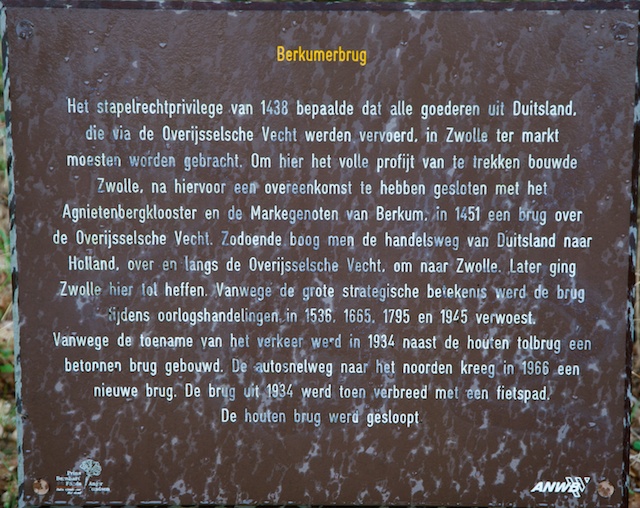 Berkumerbrug
Het stapelrechtprivilege van 1438 bepaalde dat alle goederen uit Duitsland,
die via de Overijsselsche Vecht werden vervoerd, in Zwolle ter markt
moesten worden gebracht. Om hier het volle profijt van te trekken bouwde
Zwolle, na hiervoor een overeenkomst te hebben gesloten met het
Agnietenbergklooster en de Markegenoten van Berkum, in 1451 een brug over
de Overijsselsche Vecht. Zodoende boog men de handelsweg van Duitsland naar
Holland, over en langs de Overijsselsche Vecht, om naar Zwolle. Later ging
Zwolle hier tol heffen. Vanwege de grote strategische betekenis werd de brug
tijdens oorlogshandelingen in 1536, 1665, 1795 en 1945 verwoest.
Vanwege de toename van het verkeer werd in 1934 naast de houten tolbrug een
betonnen brug gebouwd. De autosnelweg naar het noorden kreeg in 1966 een
nieuwe brug. De brug uit 1934 werd toen verbreed met een fietspad.
De houten brug werd gesloopt
Prins
Bernhard
Fonds
ANWB